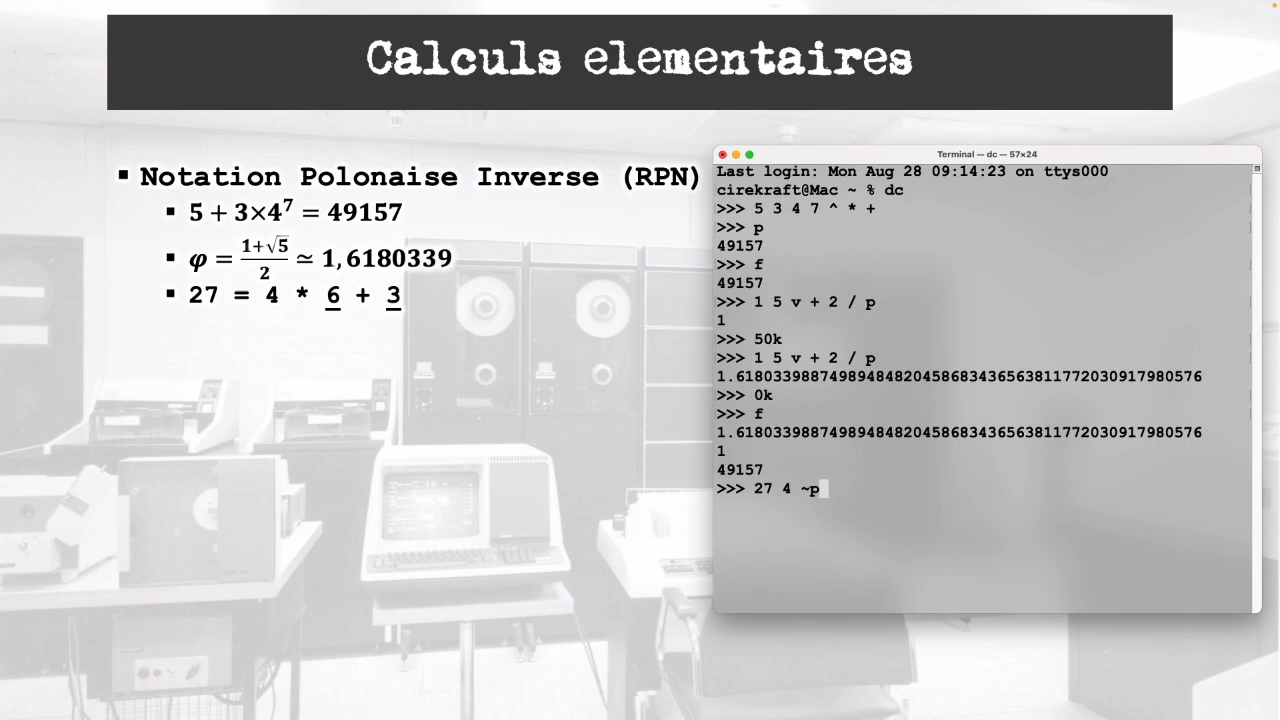 Calculs elementaires
Notation Polonaise Inverse (RPN)
5 + 3×4⁷ = 49157
φ = (1+√5)/2 ≃ 1,6180339
27 = 4 * 6 + 3
Terminal — dc — 57×24
Last login: Mon Aug 28 09:14:23 on ttys000
cirekraft@Mac ~ % dc
>>> 5 3 4 7 ^ * +
>>> p
49157
>>> f
49157
>>> 1 5 v + 2 / p
1
>>> 50k
>>> 1 5 v + 2 / p
1.61803398874989484820458683436563811772030917980576
>>> 0k
>>> f
1.61803398874989484820458683436563811772030917980576
1
49157
>>> 27 4 ~p